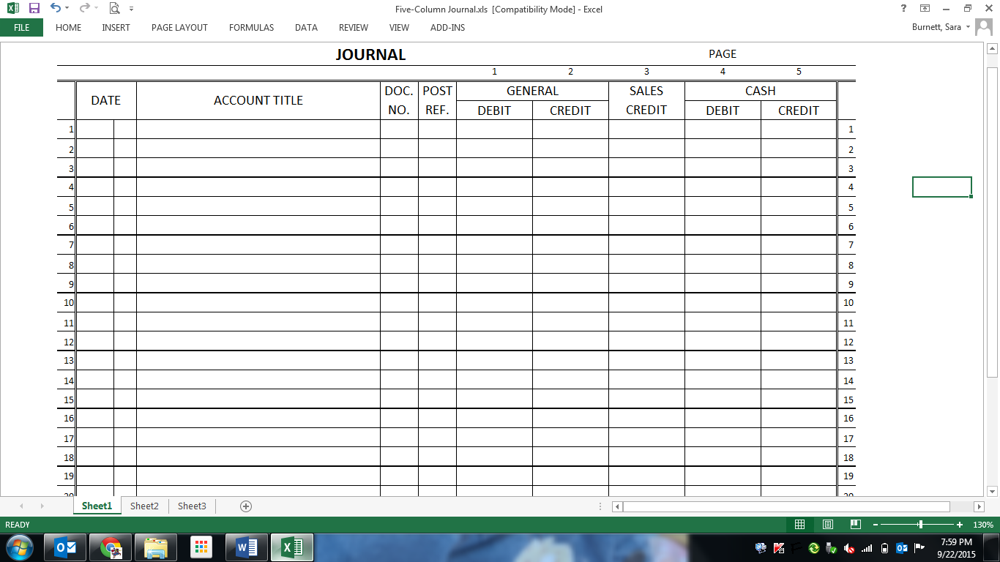 Five-Column Journal.xls [Compatibility Mode] - Excel
?
FILE HOME INSERT PAGE LAYOUT FORMULAS DATA REVIEW VIEW ADD-INS Burnett, Sara
JOURNAL PAGE
1 2 3 4 5
DATE ACCOUNT TITLE DOC. NO. POST REF. GENERAL SALES CREDIT CASH
DEBIT CREDIT DEBIT CREDIT
1 1
2 2
3 3
4 4
5 5
6 6
7 7
8 8
9 9
10 10
11 11
12 12
13 13
14 14
15 15
16 16
17 17
18 18
19 19
20 20
Sheet1 Sheet2 Sheet3
READY 130%
7:59 PM
9/22/2015